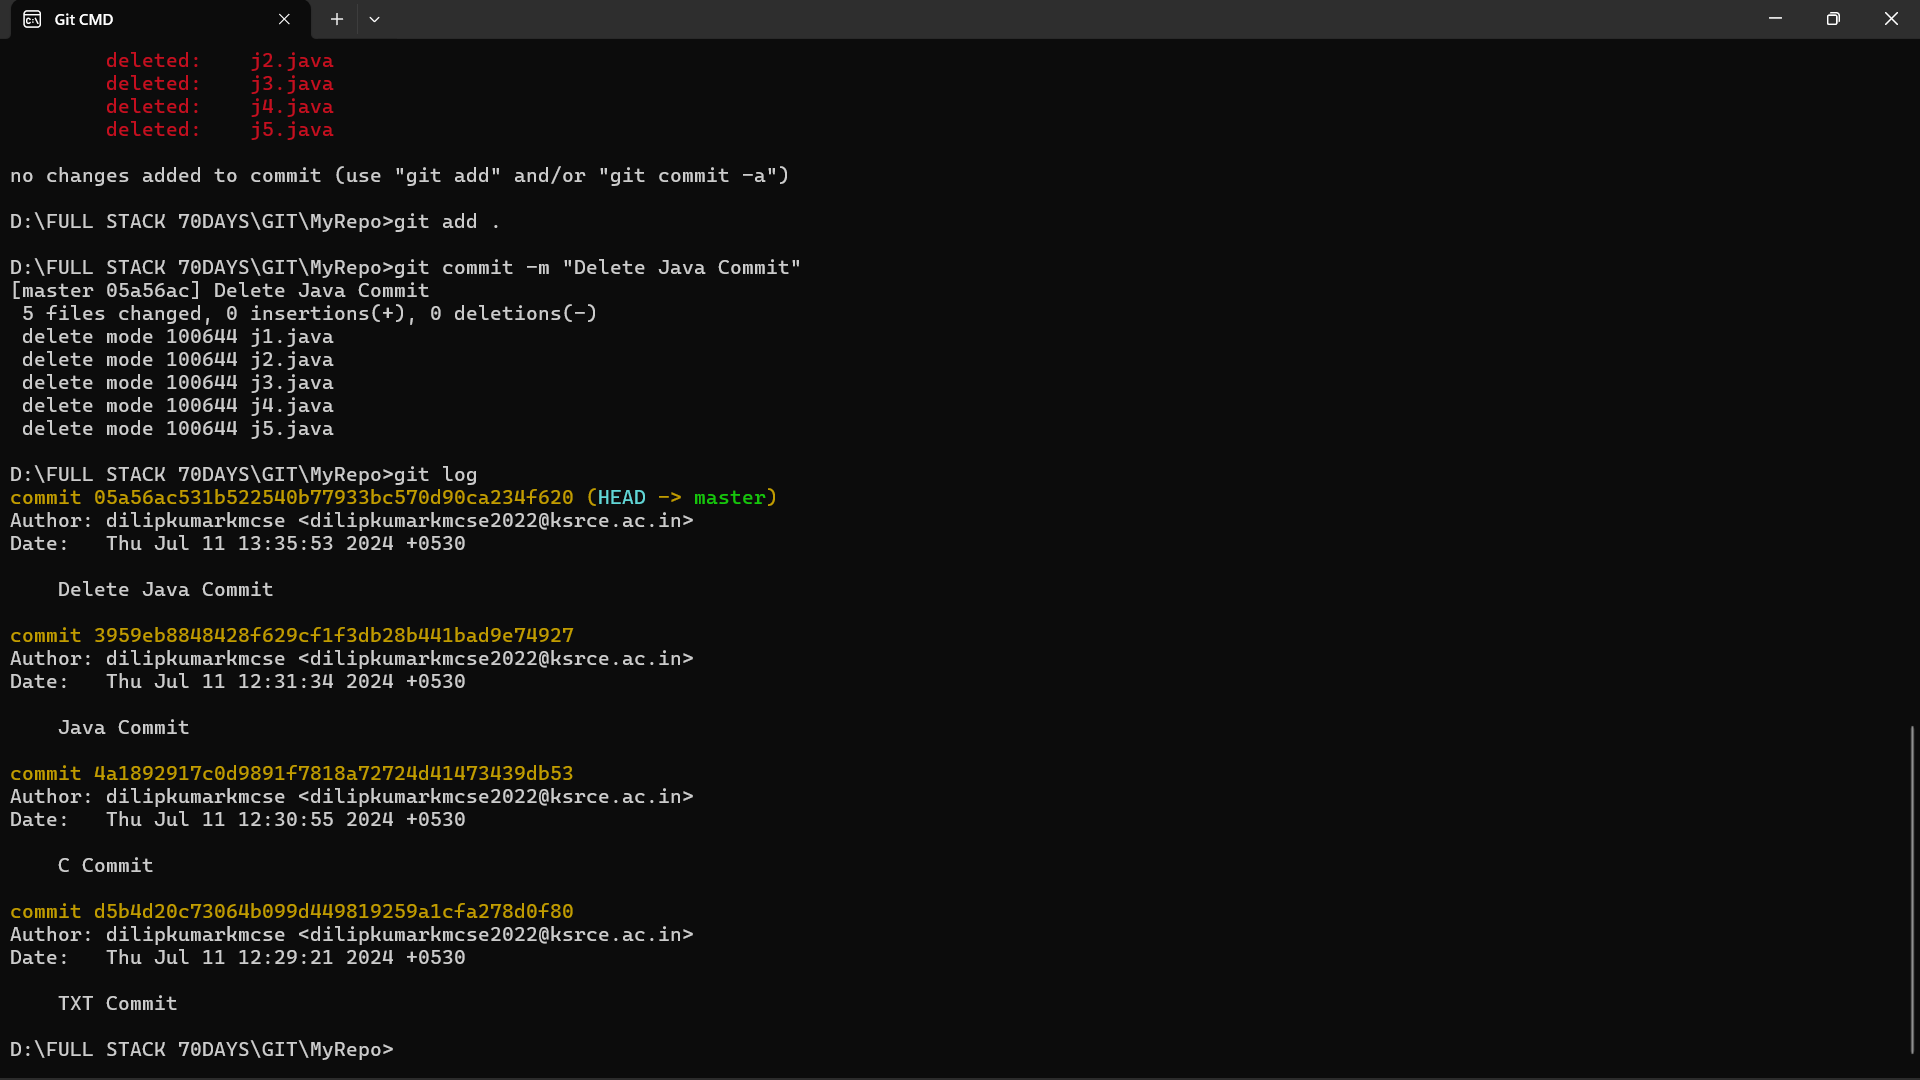 Git CMD
deleted:    j2.java
deleted:    j3.java
deleted:    j4.java
deleted:    j5.java
no changes added to commit (use "git add" and/or "git commit -a")
D:\FULL STACK 70DAYS\GIT\MyRepo>git add .
D:\FULL STACK 70DAYS\GIT\MyRepo>git commit -m "Delete Java Commit"
[master 05a56ac] Delete Java Commit
 5 files changed, 0 insertions(+), 0 deletions(-)
 delete mode 100644 j1.java
 delete mode 100644 j2.java
 delete mode 100644 j3.java
 delete mode 100644 j4.java
 delete mode 100644 j5.java
D:\FULL STACK 70DAYS\GIT\MyRepo>git log
commit 05a56ac531b522540b77933bc570d90ca234f620 (HEAD -> master)
Author: dilipkumarkmcse <dilipkumarkmcse2022@ksrce.ac.in>
Date:   Thu Jul 11 13:35:53 2024 +0530
    Delete Java Commit
commit 3959eb8848428f629cf1f3db28b441bad9e74927
Author: dilipkumarkmcse <dilipkumarkmcse2022@ksrce.ac.in>
Date:   Thu Jul 11 12:31:34 2024 +0530
    Java Commit
commit 4a1892917c0d9891f7818a72724d41473439db53
Author: dilipkumarkmcse <dilipkumarkmcse2022@ksrce.ac.in>
Date:   Thu Jul 11 12:30:55 2024 +0530
    C Commit
commit d5b4d20c73064b099d449819259a1cfa278d0f80
Author: dilipkumarkmcse <dilipkumarkmcse2022@ksrce.ac.in>
Date:   Thu Jul 11 12:29:21 2024 +0530
    TXT Commit
D:\FULL STACK 70DAYS\GIT\MyRepo>